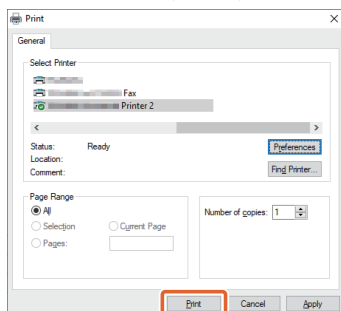 Print
General
Select Printer
Fax
Printer 2
Status: Ready
Preferences
Location:
Comment:
Find Printer...
Page Range
All
Selection Current Page
Pages:
Number of copies: 1
Print Cancel Apply